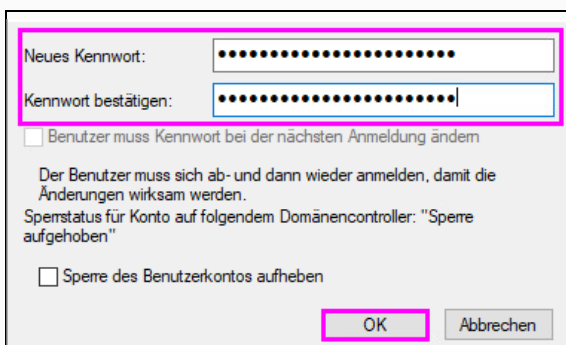 Neues Kennwort: ●●●●●●●●●●●●●●●●●●●●●●●●
Kennwort bestätigen: ●●●●●●●●●●●●●●●●●●●●●●●●
Benutzer muss Kennwort bei der nächsten Anmeldung ändern
Der Benutzer muss sich ab- und dann wieder anmelden, damit die
Änderungen wirksam werden.
Sperrstatus für Konto auf folgendem Domänencontroller: "Sperre
aufgehoben"
Sperre des Benutzerkontos aufheben
OK Abbrechen